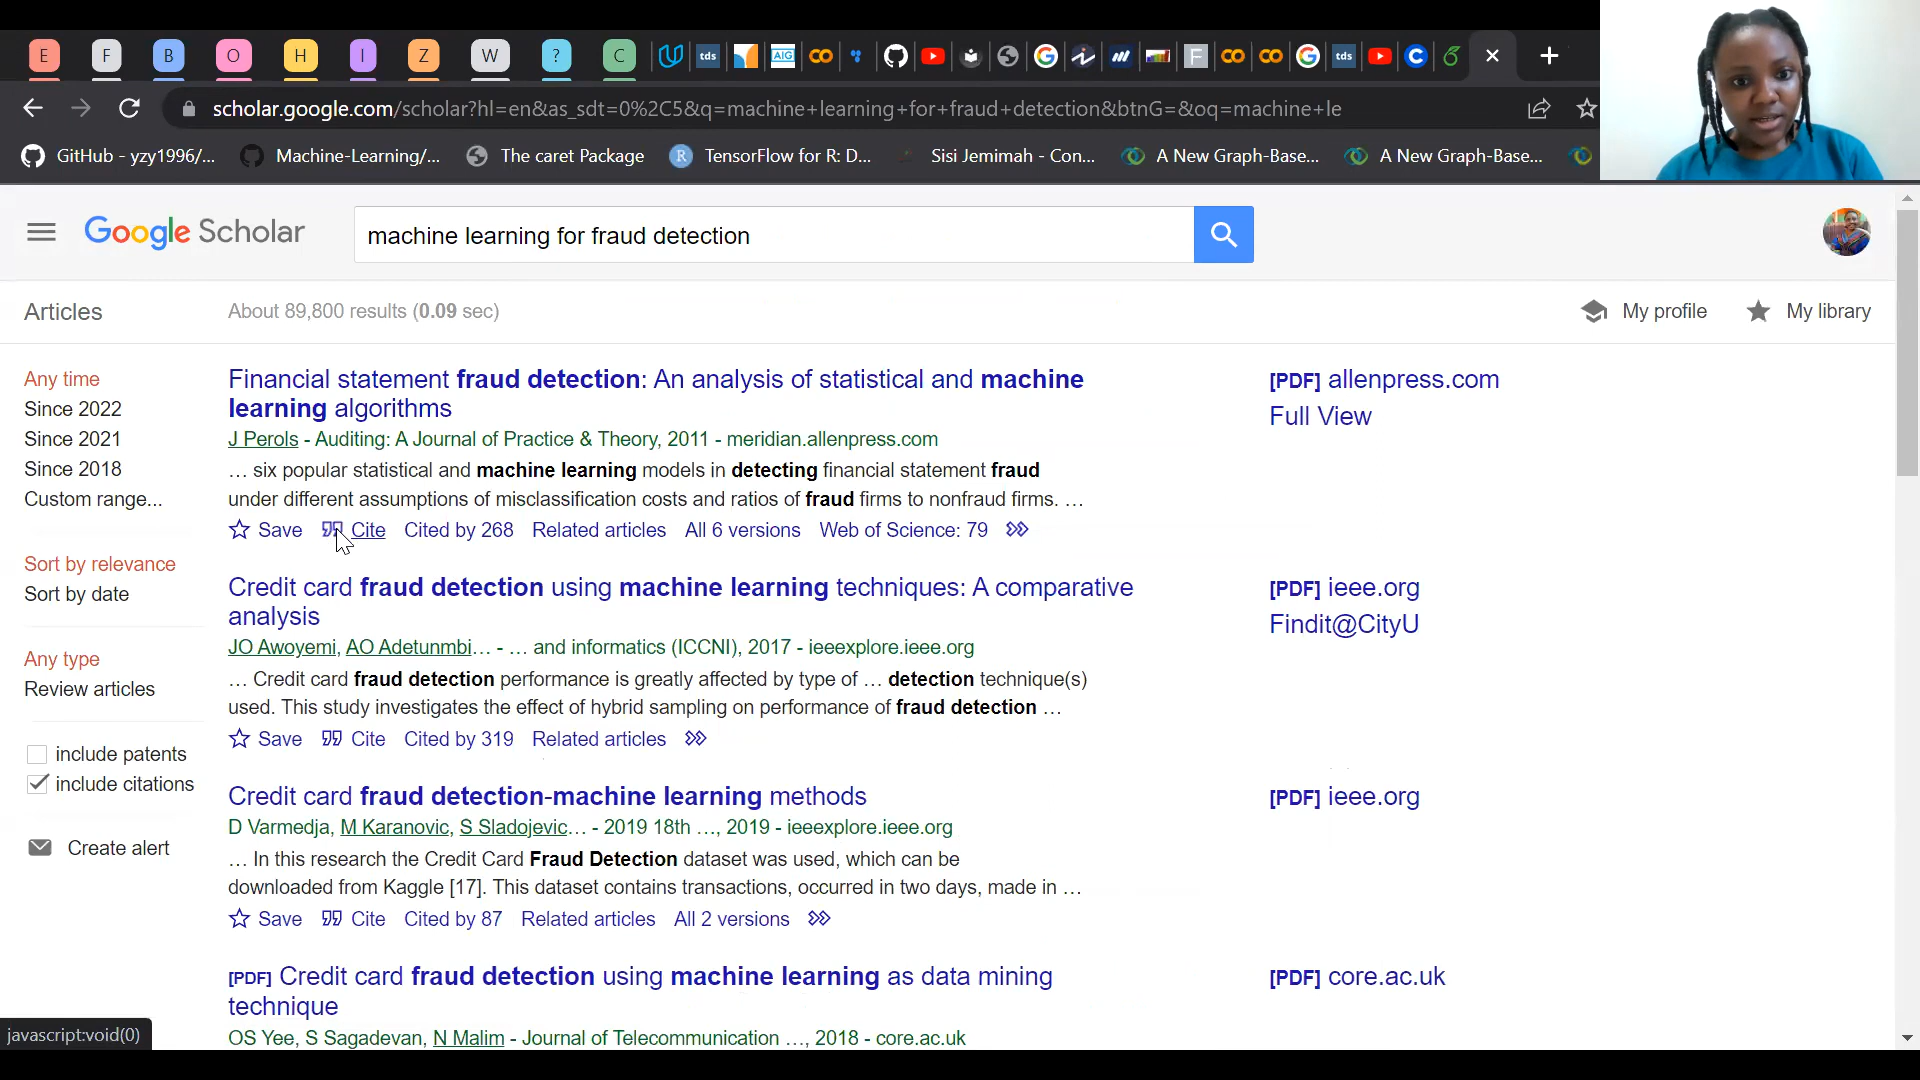 E F B O H I Z W ? C tds AIG F tds C
scholar.google.com/scholar?hl=en&as_sdt=0%2C5&q=machine+learning+for+fraud+detection&btnG=&oq=machine+le
GitHub - yzy1996/... Machine-Learning/... The caret Package TensorFlow for R: D... Sisi Jemimah - Con... A New Graph-Base... A New Graph-Base...
Google Scholar
machine learning for fraud detection
Articles
About 89,800 results (0.09 sec)
My profile
My library
Any time
Since 2022
Since 2021
Since 2018
Custom range...
Sort by relevance
Sort by date
Any type
Review articles
include patents
include citations
Create alert
Financial statement fraud detection: An analysis of statistical and machine
learning algorithms
J Perols - Auditing: A Journal of Practice & Theory, 2011 - meridian.allenpress.com
… six popular statistical and machine learning models in detecting financial statement fraud
under different assumptions of misclassification costs and ratios of fraud firms to nonfraud firms. …
Save Cite Cited by 268 Related articles All 6 versions Web of Science: 79
[PDF] allenpress.com
Full View
Credit card fraud detection using machine learning techniques: A comparative
analysis
JO Awoyemi, AO Adetunmbi… - … and informatics (ICCNI), 2017 - ieeexplore.ieee.org
… Credit card fraud detection performance is greatly affected by type of … detection technique(s)
used. This study investigates the effect of hybrid sampling on performance of fraud detection …
Save Cite Cited by 319 Related articles
[PDF] ieee.org
Findit@CityU
Credit card fraud detection-machine learning methods
D Varmedja, M Karanovic, S Sladojevic… - 2019 18th …, 2019 - ieeexplore.ieee.org
… In this research the Credit Card Fraud Detection dataset was used, which can be
downloaded from Kaggle [17]. This dataset contains transactions, occurred in two days, made in …
Save Cite Cited by 87 Related articles All 2 versions
[PDF] ieee.org
[PDF] Credit card fraud detection using machine learning as data mining
technique
OS Yee, S Sagadevan, N Malim - Journal of Telecommunication …, 2018 - core.ac.uk
[PDF] core.ac.uk
javascript:void(0)